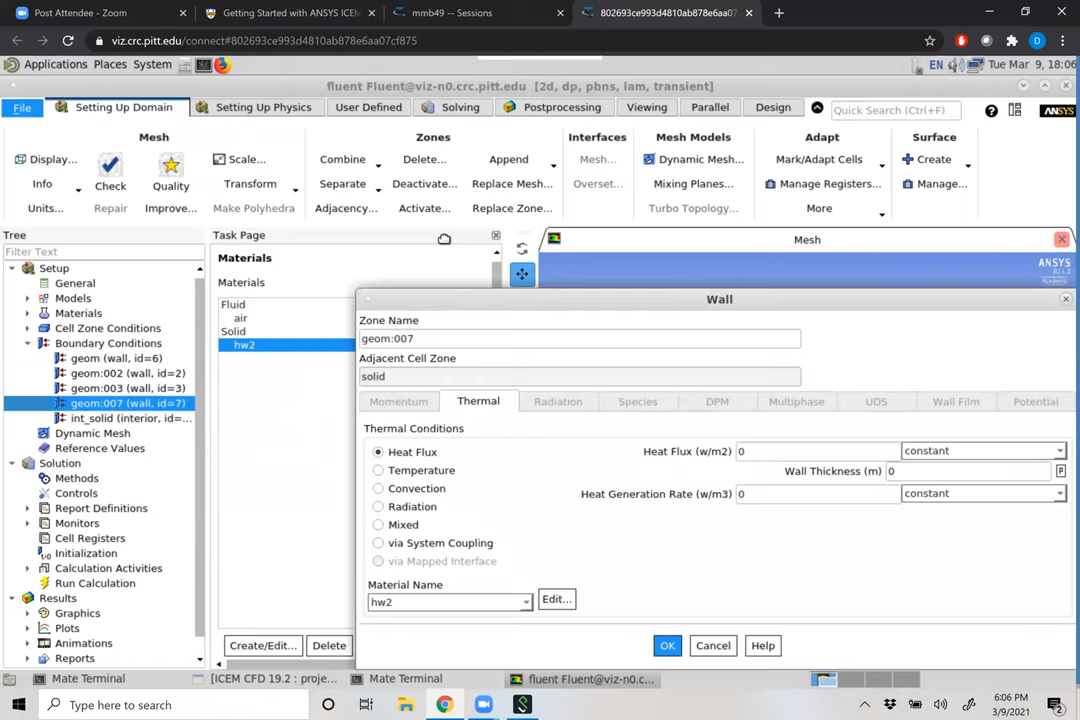 Post Attendee - Zoom
Getting Started with ANSYS ICEM
mmb49 -- Sessions
802693ce993d4810ab878e6aa07
viz.crc.pitt.edu/connect#802693ce993d4810ab878e6aa07cf875
D
Applications Places System
EN Tue Mar 9, 18:06
fluent Fluent@viz-n0.crc.pitt.edu [2d, dp, pbns, lam, transient]
File Setting Up Domain Setting Up Physics User Defined Solving Postprocessing Viewing Parallel Design Quick Search (Ctrl+F) ANSYS
Mesh Zones Interfaces Mesh Models Adapt Surface
Display... Scale... Combine Delete... Append Mesh... Dynamic Mesh... Mark/Adapt Cells Create
Info Check Quality Transform Separate Deactivate... Replace Mesh... Overset... Mixing Planes... Manage Registers... Manage...
Units... Repair Improve... Make Polyhedra Adjacency... Activate... Replace Zone... Turbo Topology... More
Tree
Filter Text
Setup
General
Models
Materials
Cell Zone Conditions
Boundary Conditions
geom (wall, id=6)
geom:002 (wall, id=2)
geom:003 (wall, id=3)
geom:007 (wall, id=7)
int_solid (interior, id=...
Dynamic Mesh
Reference Values
Solution
Methods
Controls
Report Definitions
Monitors
Cell Registers
Initialization
Calculation Activities
Run Calculation
Results
Graphics
Plots
Animations
Reports
Task Page
Materials
Materials
Fluid
air
Solid
hw2
Create/Edit... Delete
Mesh
ANSYS
Wall
Zone Name
geom:007
Adjacent Cell Zone
solid
Momentum Thermal Radiation Species DPM Multiphase UDS Wall Film Potential
Thermal Conditions
Heat Flux
Temperature
Convection
Radiation
Mixed
via System Coupling
via Mapped Interface
Heat Flux (w/m2) 0 constant
Wall Thickness (m) 0 P
Heat Generation Rate (w/m3) 0 constant
Material Name
hw2 Edit...
OK Cancel Help
Mate Terminal [ICEM CFD 19.2 : proje... Mate Terminal fluent Fluent@viz-n0.c...
Type here to search
6:06 PM
3/9/2021
2